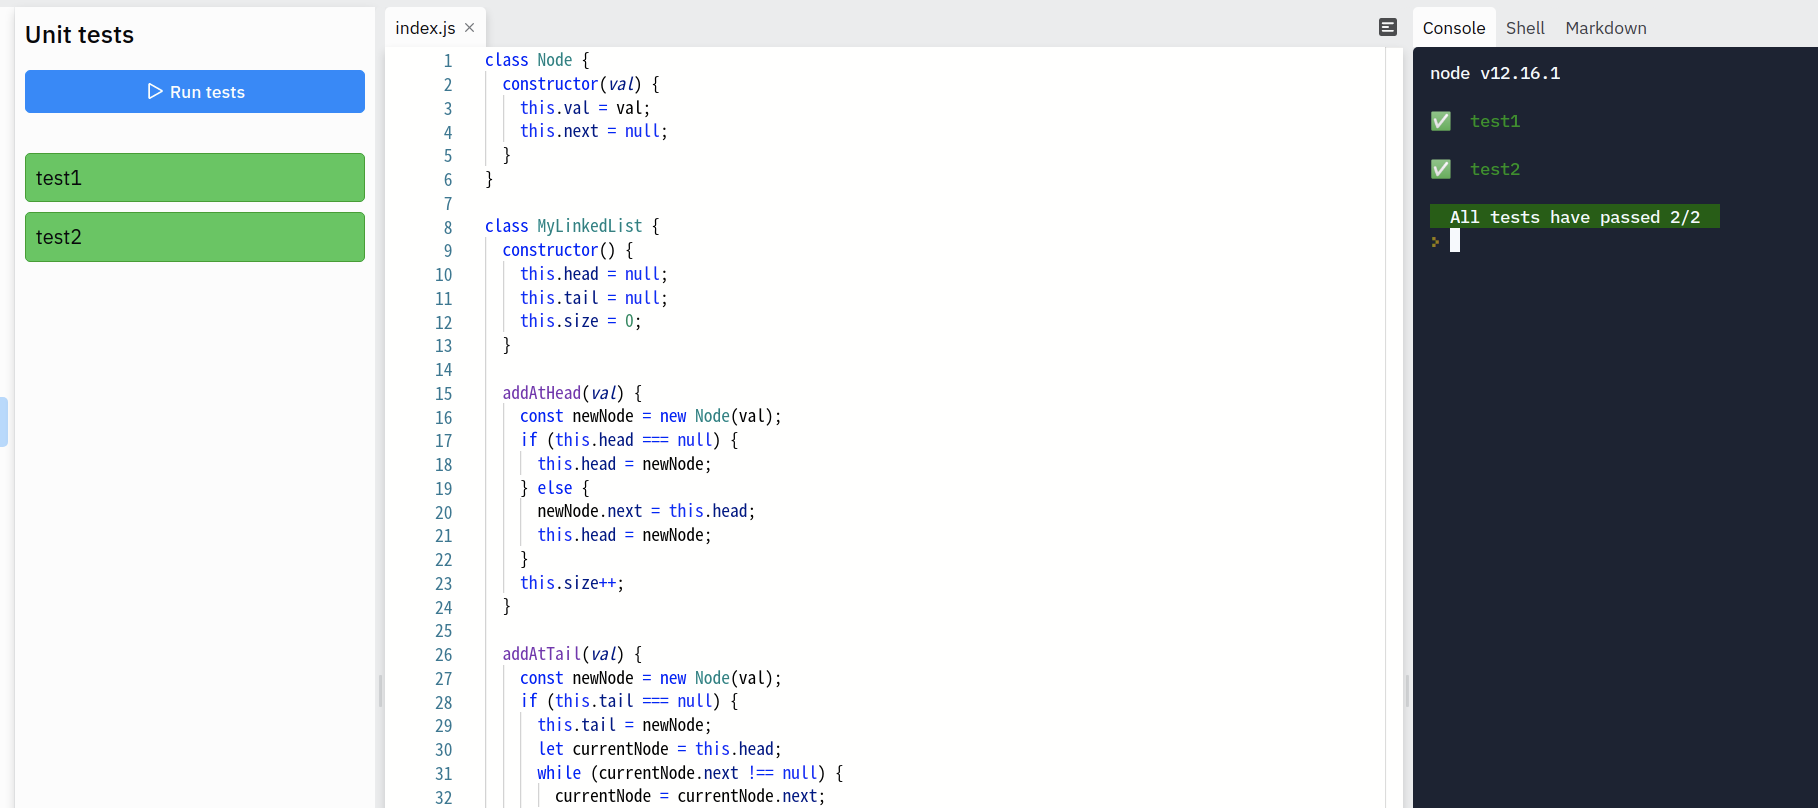 Unit tests
Run tests
test1
test2
index.js ×
1 class Node {
2 constructor(val) {
3 this.val = val;
4 this.next = null;
5 }
6 }
7
8 class MyLinkedList {
9 constructor() {
10 this.head = null;
11 this.tail = null;
12 this.size = 0;
13 }
14
15 addAtHead(val) {
16 const newNode = new Node(val);
17 if (this.head === null) {
18 this.head = newNode;
19 } else {
20 newNode.next = this.head;
21 this.head = newNode;
22 }
23 this.size++;
24 }
25
26 addAtTail(val) {
27 const newNode = new Node(val);
28 if (this.tail === null) {
29 this.tail = newNode;
30 let currentNode = this.head;
31 while (currentNode.next !== null) {
32 currentNode = currentNode.next;
Console Shell Markdown
node v12.16.1
✅ test1
✅ test2
All tests have passed 2/2
›